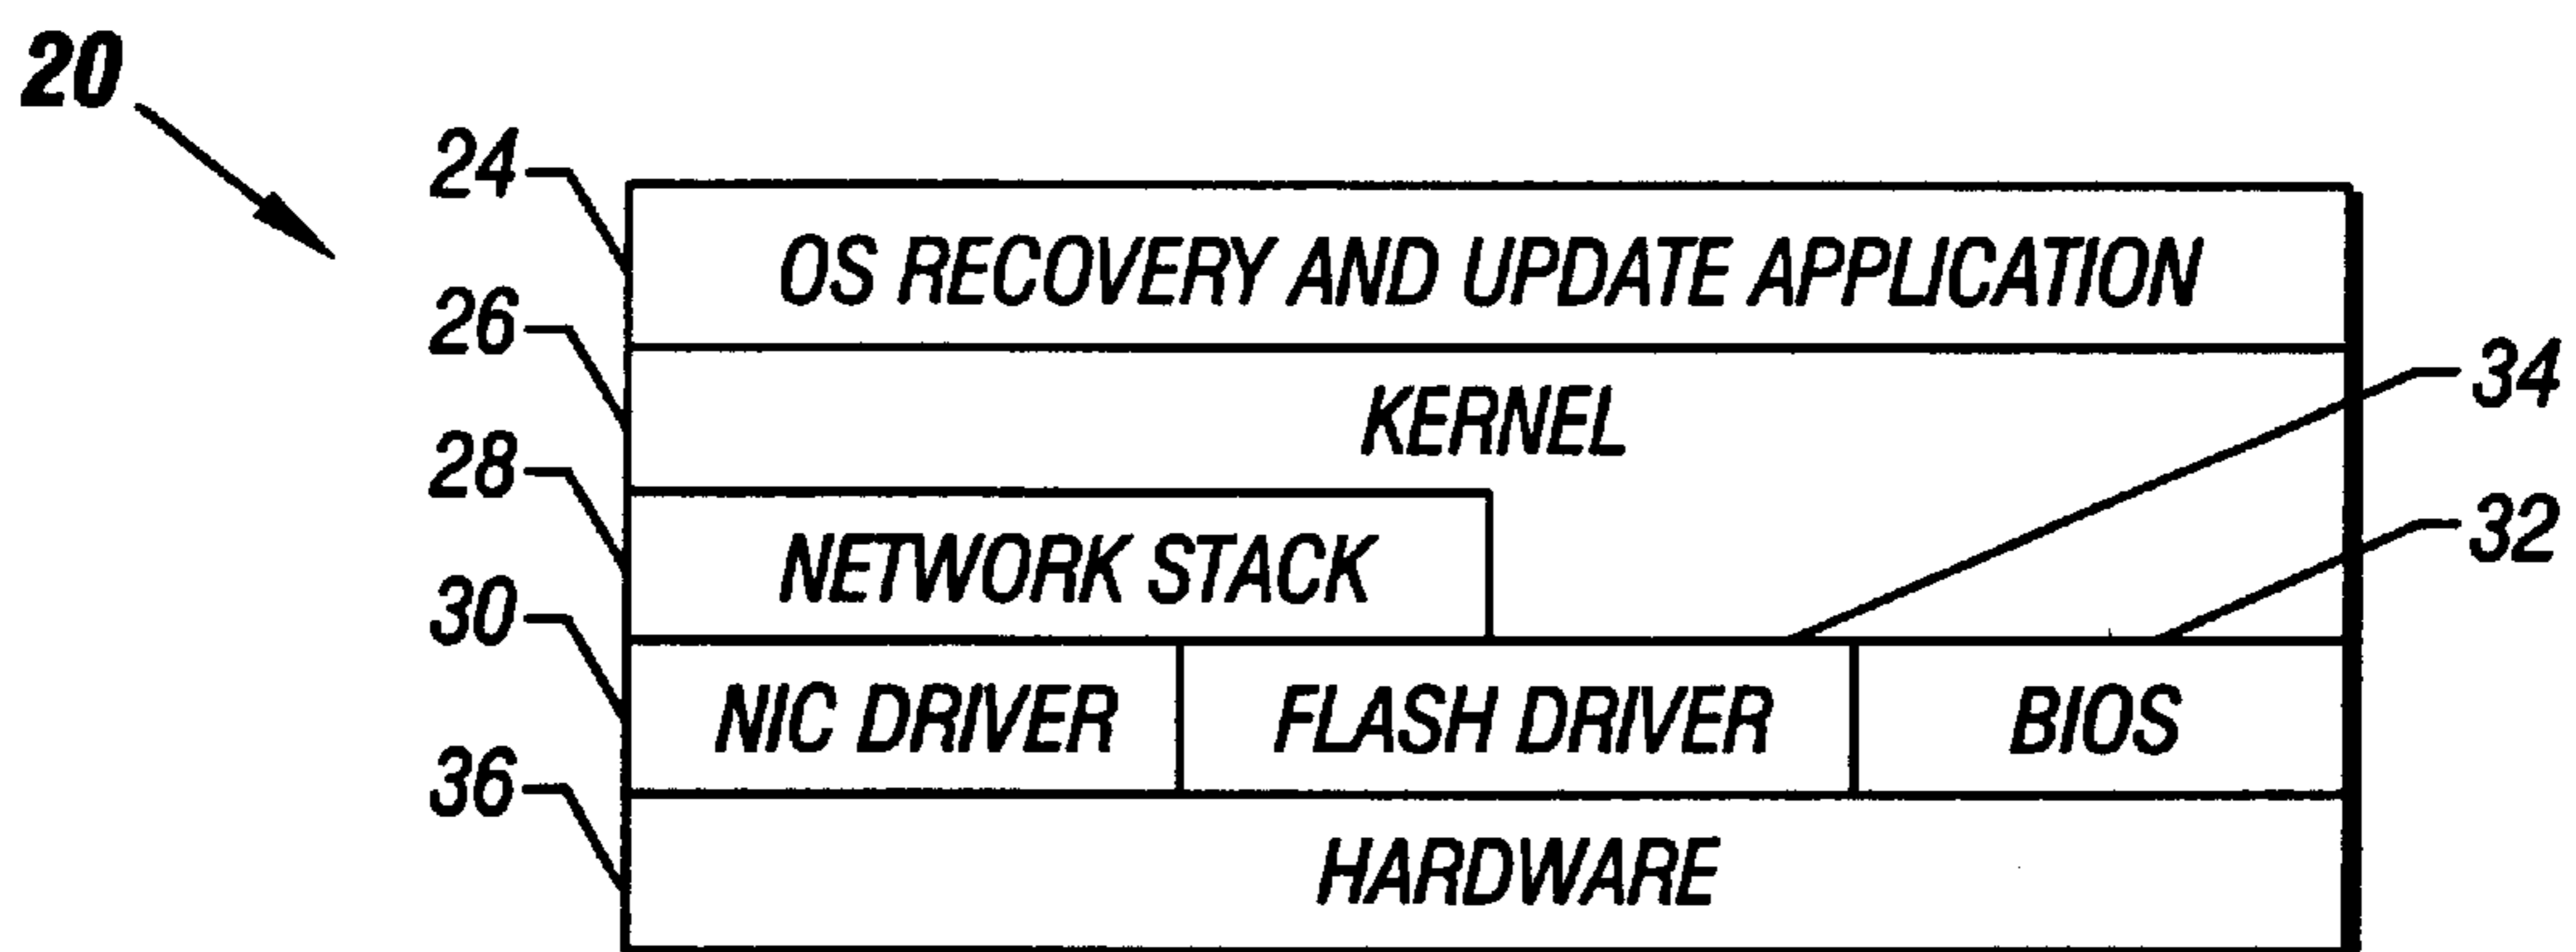 20
24
OS RECOVERY AND UPDATE APPLICATION
26
KERNEL
34
28
NETWORK STACK
32
30
NIC DRIVER
FLASH DRIVER
BIOS
36
HARDWARE